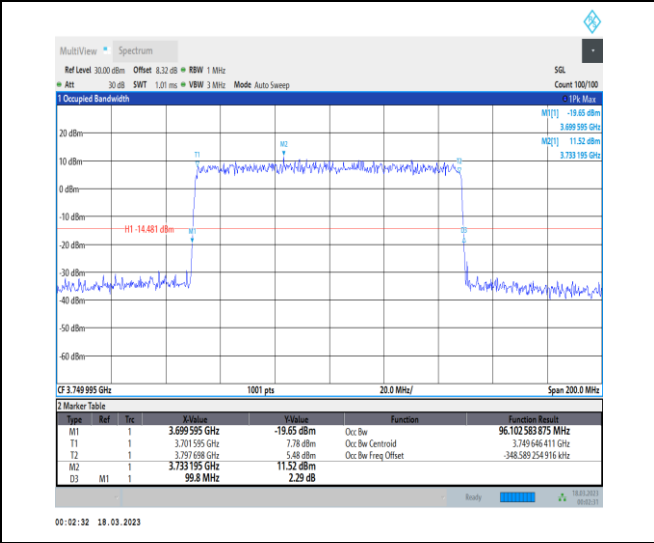 MultiView Spectrum
Ref Level 30.00 dBm Offset 8.32 dB RBW 1 MHz SGL
Att 30 dB SWT 1.01 ms VBW 3 MHz Mode Auto Sweep Count 100/100
1 Occupied Bandwidth 1Pk Max
M1[1] -19.65 dBm
3.699 595 GHz
M2[1] 11.52 dBm
3.733 195 GHz
20 dBm
M2
T1
10 dBm
0 dBm
-10 dBm
H1 -14.481 dBm
M1
D3
-20 dBm
-30 dBm
-40 dBm
-50 dBm
-60 dBm
CF 3.749 995 GHz 1001 pts 20.0 MHz/ Span 200.0 MHz
2 Marker Table
Type Ref Trc X-Value Y-Value Function Function Result
M1 1 3.699 595 GHz -19.65 dBm Occ Bw 96.102 583 875 MHz
T1 1 3.701 595 GHz 7.78 dBm Occ Bw Centroid 3.749 646 411 GHz
T2 1 3.797 698 GHz 5.48 dBm Occ Bw Freq Offset -348.589 254 916 kHz
M2 1 3.733 195 GHz 11.52 dBm
D3 M1 1 99.8 MHz 2.29 dB
Ready 18.03.2023
00:02:31
00:02:32 18.03.2023